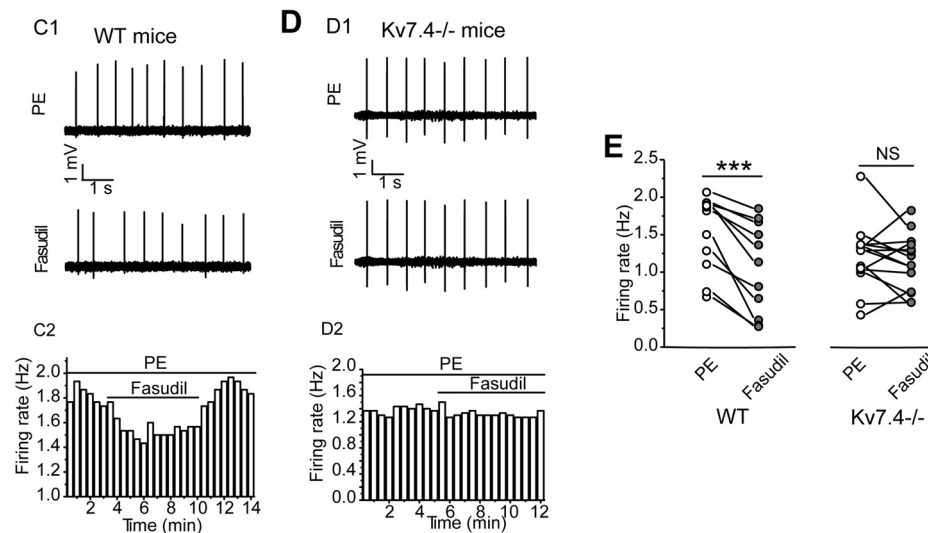 C1
WT mice
PE
1 mV
1 s
Fasudil
C2
PE
Fasudil
Firing rate (Hz)
2.0
1.8
1.6
1.4
1.2
1.0
2 4 6 8 10 12 14
Time (min)
D
D1
Kv7.4-/- mice
PE
1 mV
1 s
Fasudil
D2
PE
Fasudil
Firing rate (Hz)
2.0
1.6
1.2
0.8
0.4
0.0
2 4 6 8 10 12
Time (min)
E
Firing rate (Hz)
2.5
2.0
1.5
1.0
0.5
0.0
***
NS
PE
Fasudil
PE
Fasudil
WT
Kv7.4-/-